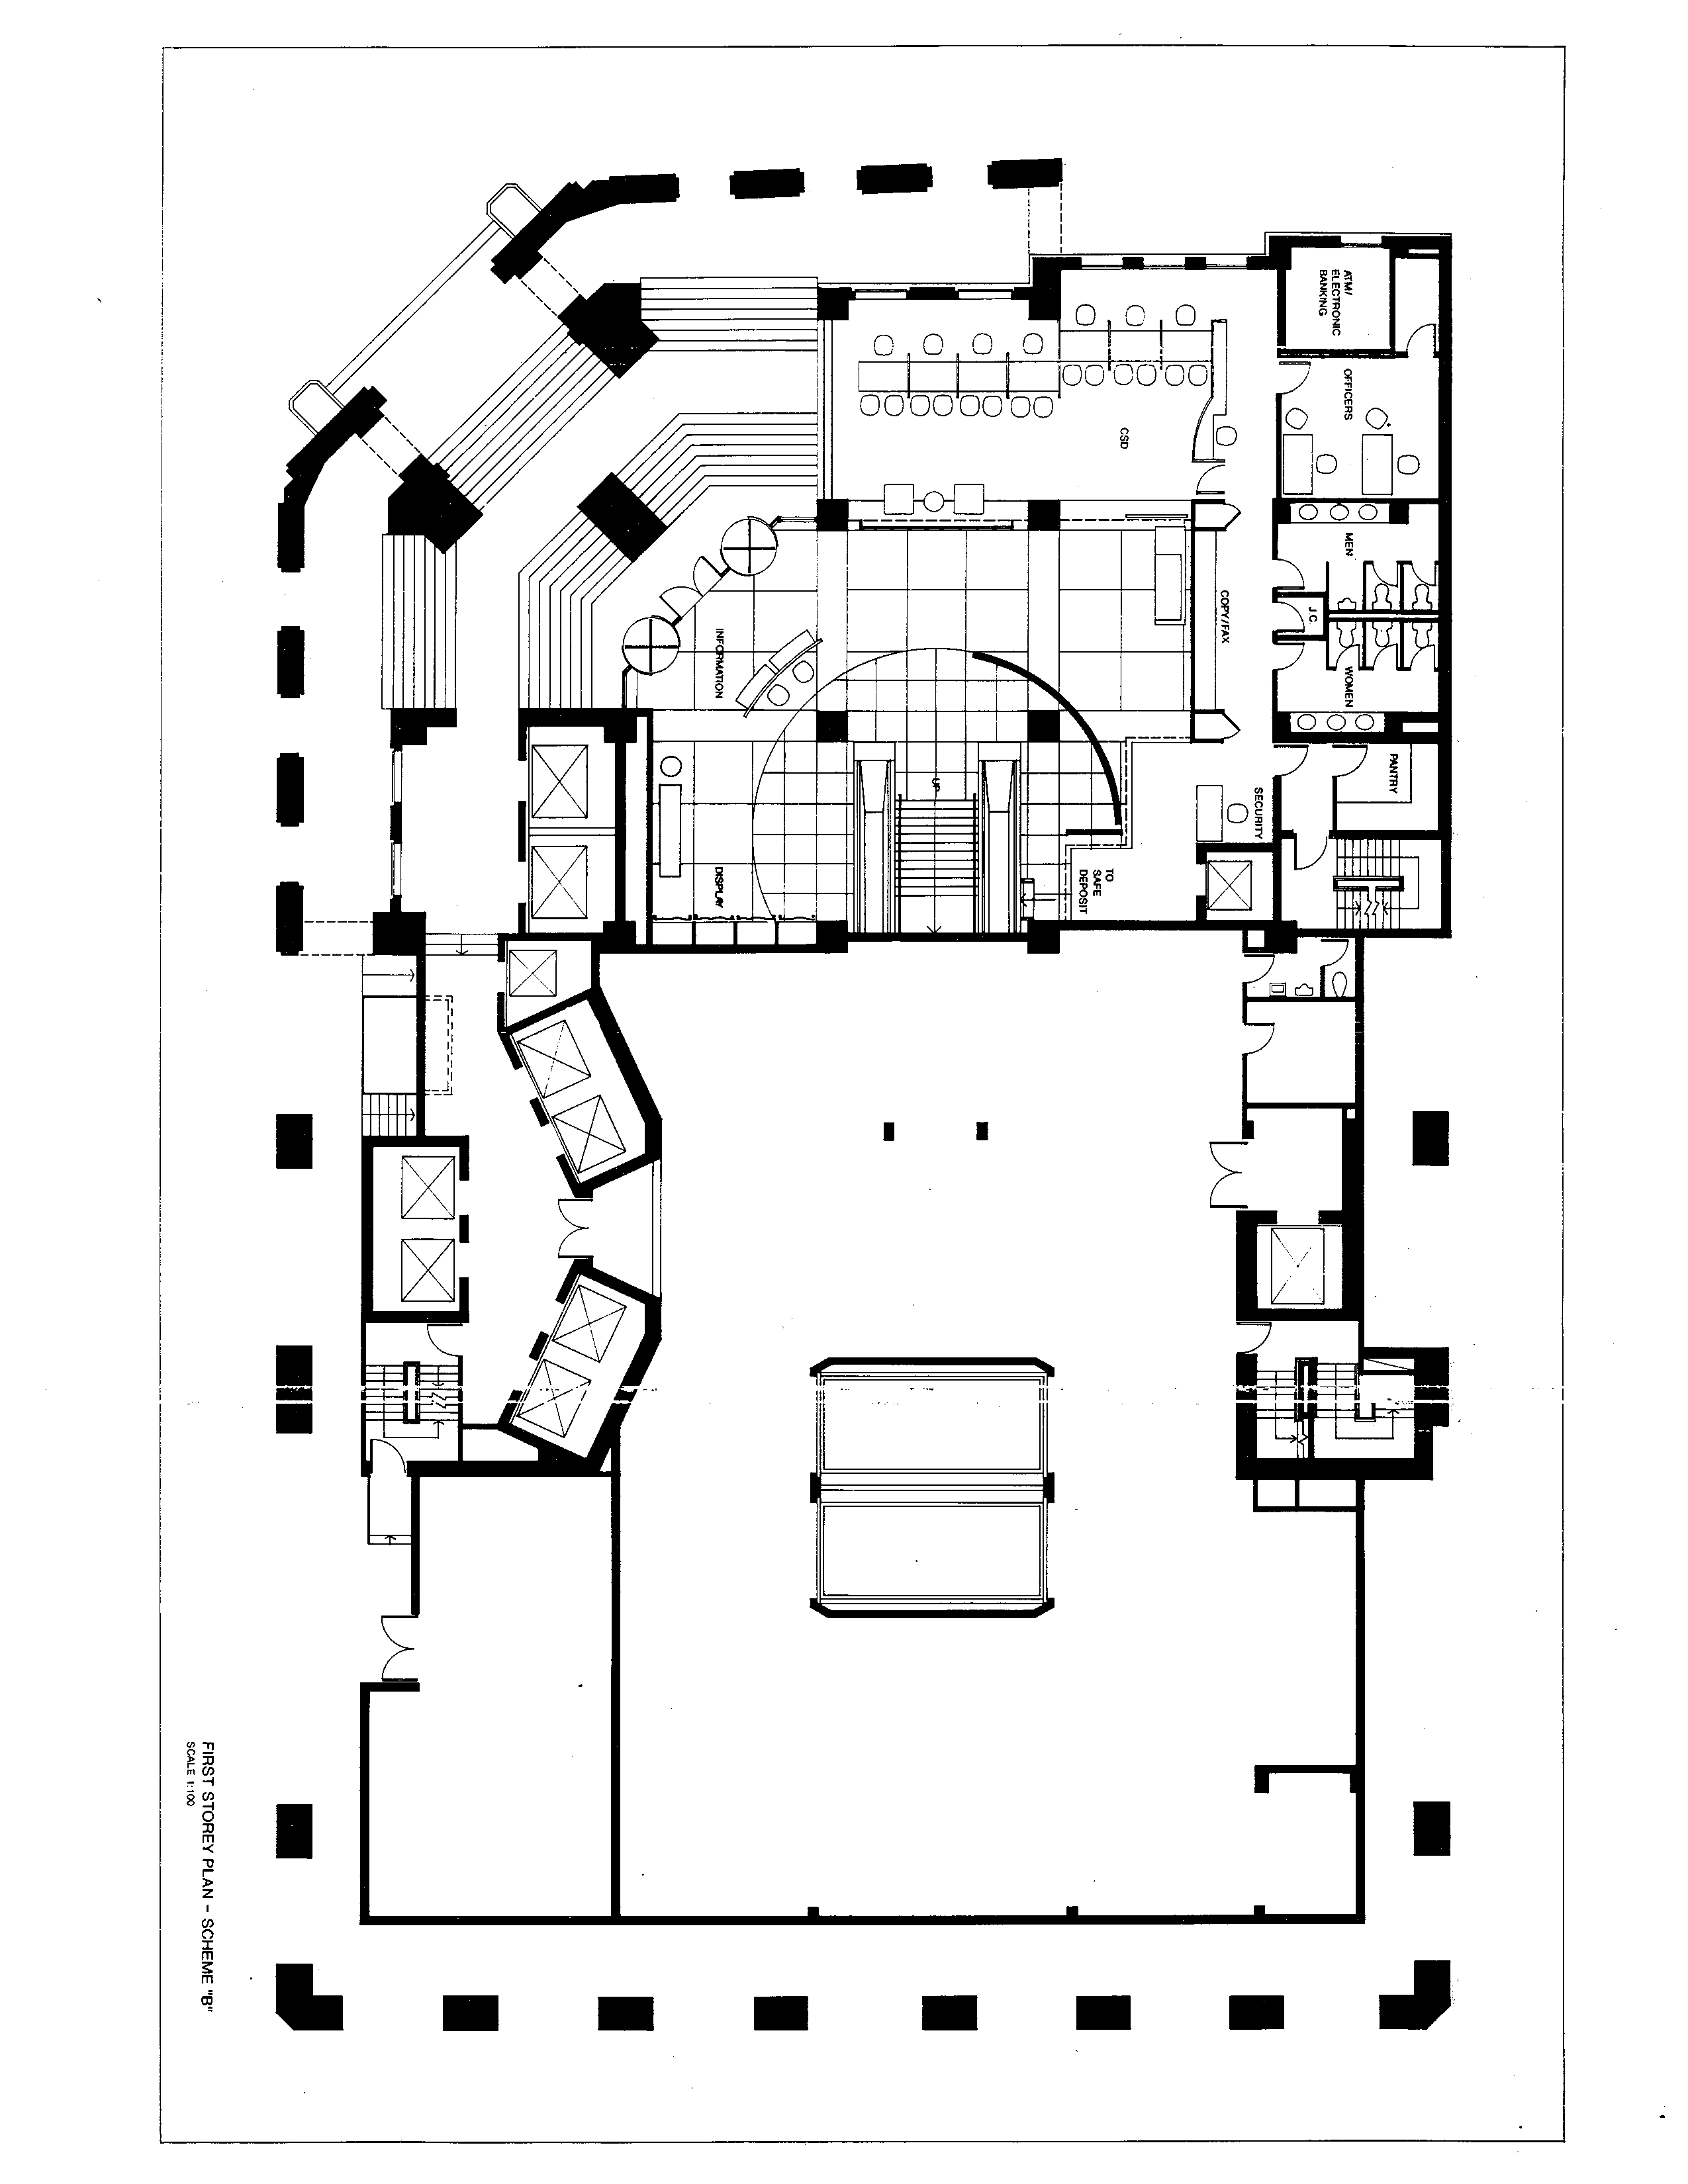 ATM/
ELECTRONIC
BANKING
OFFICERS
CSD
MEN
J.C.
WOMEN
COPY/FAX
INFORMATION
PANTRY
SECURITY
UP
DISPLAY
TO
SAFE
DEPOSIT
FIRST STOREY PLAN - SCHEME "B"
SCALE 1:100